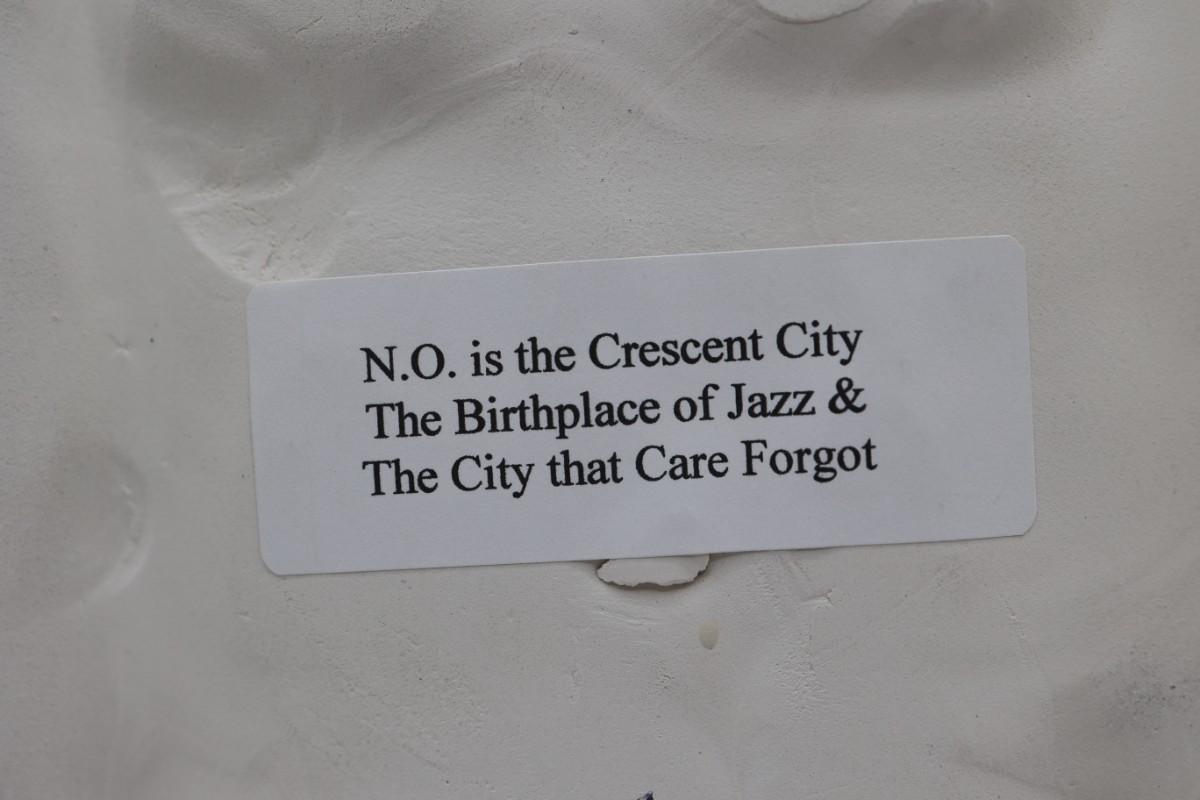 N.O. is the Crescent City
The Birthplace of Jazz &
The City that Care Forgot